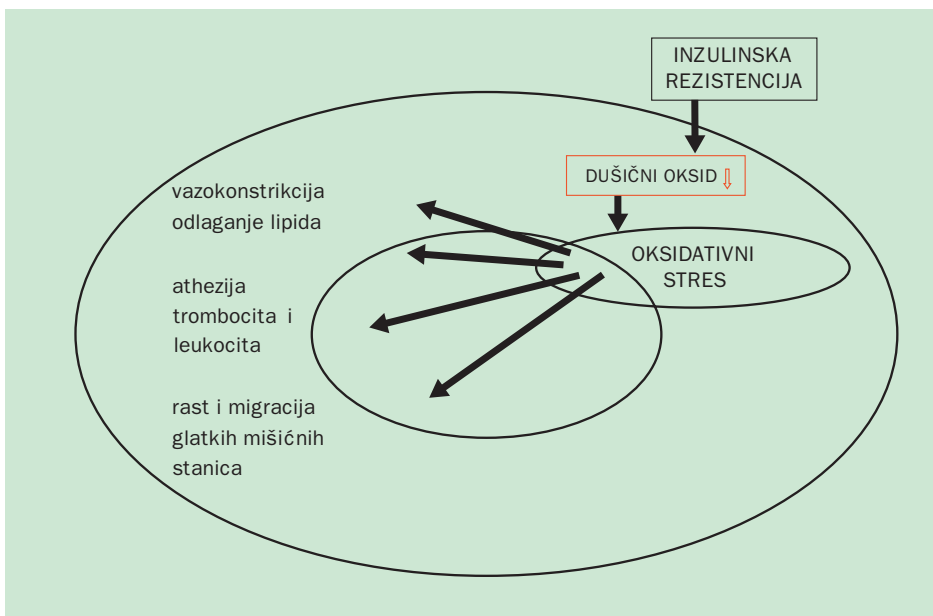 INZULINSKA
REZISTENCIJA
DUŠIČNI OKSID ⇩
OKSIDATIVNI
STRES
vazokonstrikcija
odlaganje lipida
athezija
trombocita i
leukocita
rast i migracija
glatkih mišićnih
stanica